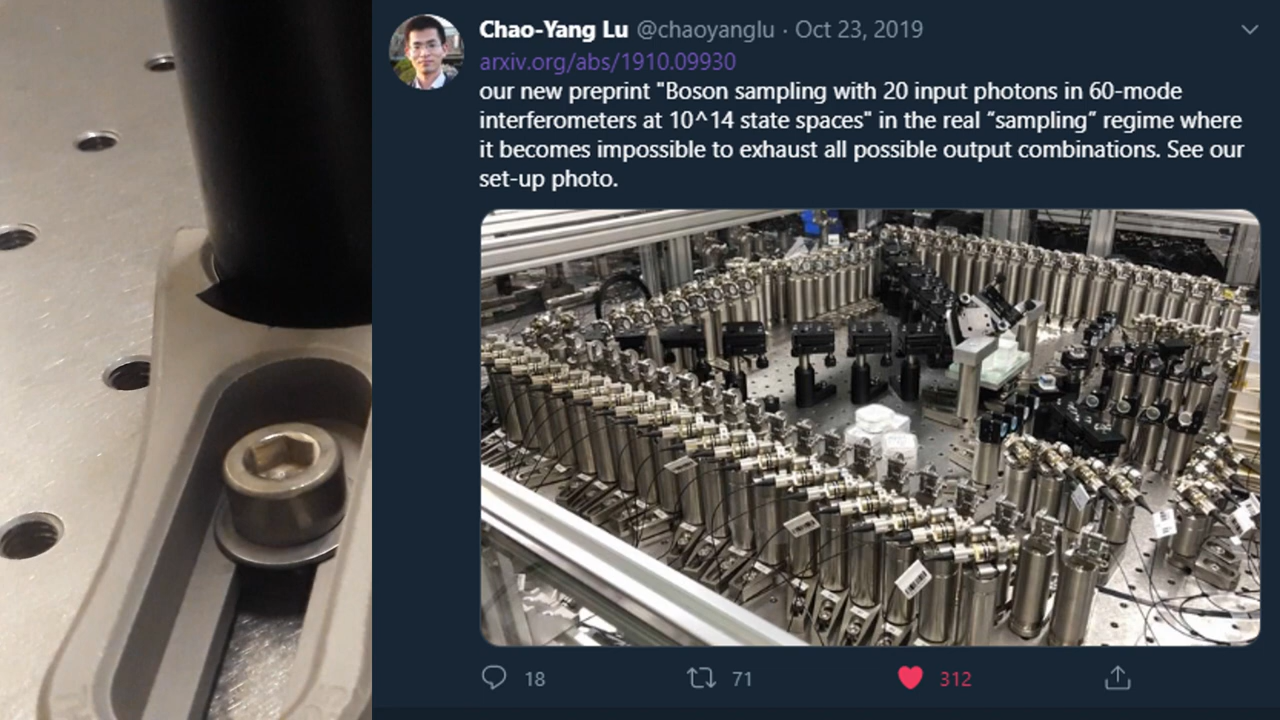 Chao-Yang Lu @chaoyanglu · Oct 23, 2019
arxiv.org/abs/1910.09930
our new preprint "Boson sampling with 20 input photons in 60-mode
interferometers at 10^14 state spaces" in the real “sampling” regime where
it becomes impossible to exhaust all possible output combinations. See our
set-up photo.
18 71 312